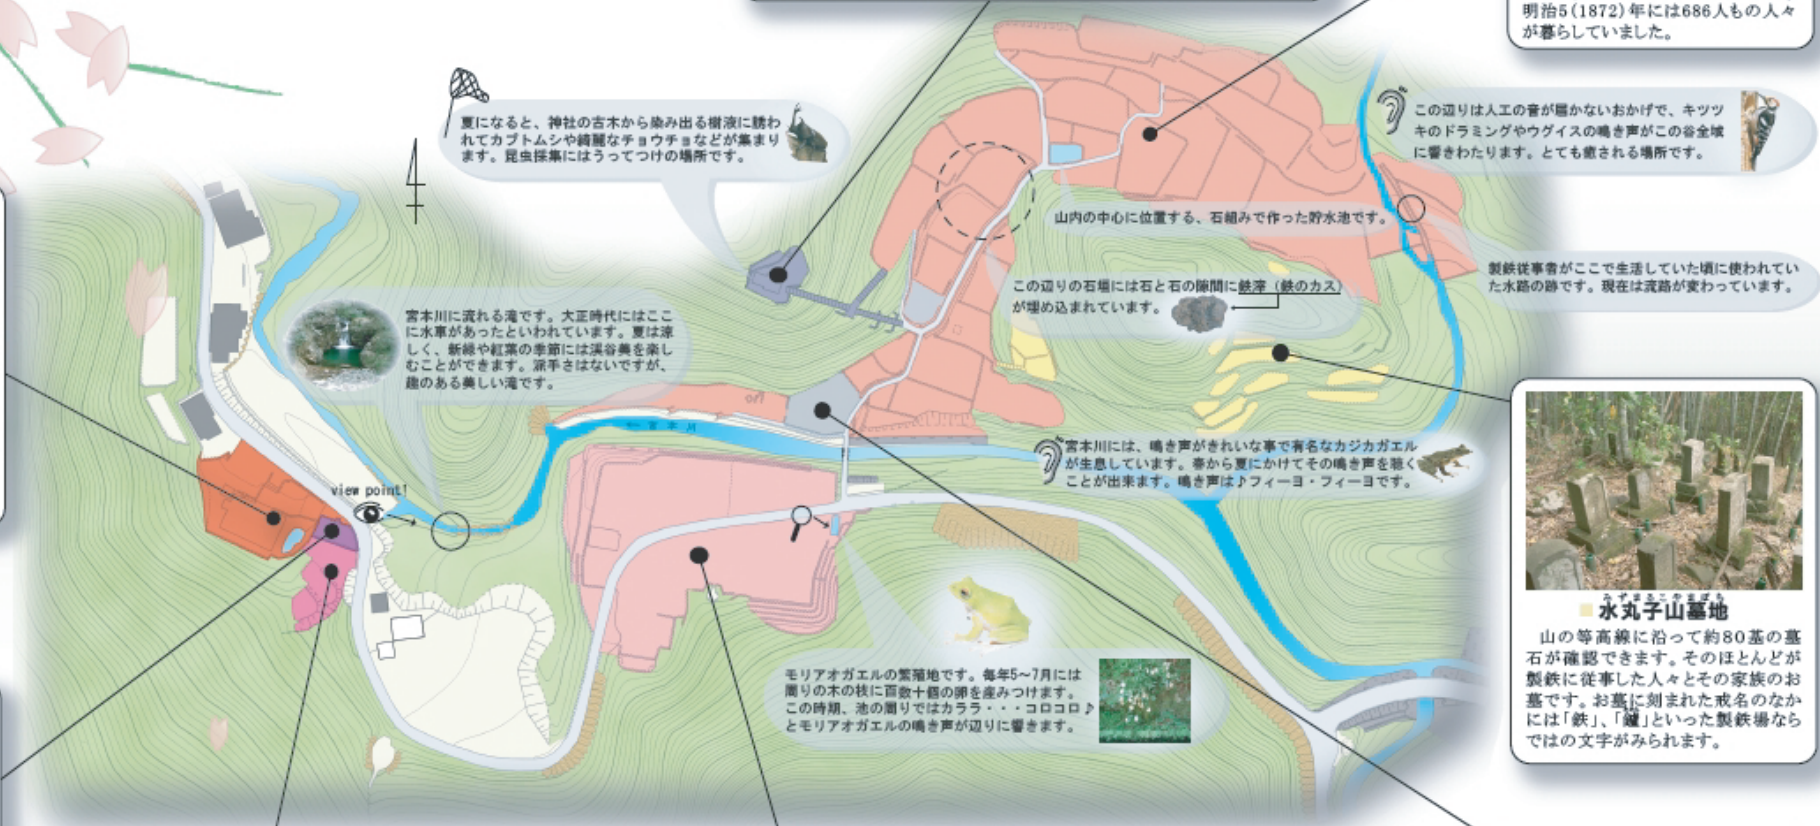 明治5(1872)年には686人もの人々
が暮らしていました。
夏になると、神社の古木から染み出る樹液に誘わ
れてカブトムシや綺麗なチョウチョなどが集まり
ます。昆虫採集にはうってつけの場所です。
この辺りは人工の音が届かないおかげで、キツツ
キのドラミングやウグイスの鳴き声がこの谷全域
に響きわたります。とても癒される場所です。
山内の中心に位置する、石組みで作った貯水池です。
製鉄従事者がここで生活していた頃に使われてい
た水路の跡です。現在は流路が変わっています。
この辺りの石垣には石と石の隙間に鉄滓（鉄のカス）
が埋め込まれています。
宮本川に流れる滝です。大正時代にはここ
に水車があったといわれています。夏は涼
しく、新緑や紅葉の季節には渓谷美を楽し
むことができます。派手さはないですが、
趣のある美しい滝です。
宮本川
宮本川には、鳴き声がきれいな事で有名なカジカガエル
が生息しています。春から夏にかけてその鳴き声を聴く
ことが出来ます。鳴き声は♪フィーヨ・フィーヨです。
view point!
モリアオガエルの繁殖地です。毎年5～7月には
周りの木の枝に百数十個の卵を産みつけます。
この時期、池の周りではカララ・・・コロコロ♪
とモリアオガエルの鳴き声が辺りに響きます。
みずまるこやまぼち
水丸子山墓地
山の等高線に沿って約80基の墓
石が確認できます。そのほとんどが
製鉄に従事した人々とその家族のお
墓です。お墓に刻まれた戒名のなか
には「鉄」、「鑪」といった製鉄場なら
ではの文字がみられます。